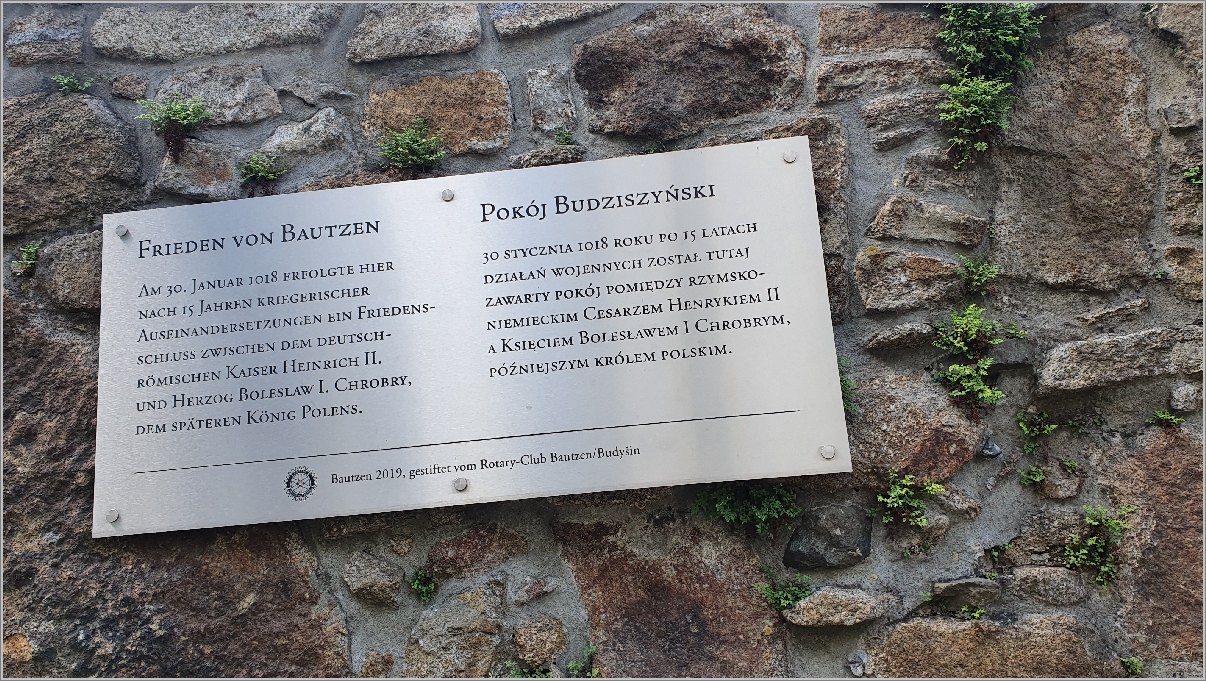 Frieden von Bautzen
Am 30. Januar 1018 erfolgte hier
nach 15 Jahren kriegerischer
Auseinandersetzungen ein Friedens-
schluss zwischen dem deutsch-
römischen Kaiser Heinrich II.
und Herzog Boleslaw I. Chrobry,
dem späteren König Polens.
Pokój Budziszyński
30 stycznia 1018 roku po 15 latach
działań wojennych został tutaj
zawarty pokój pomiędzy rzymsko-
niemieckim Cesarzem Henrykiem II
a Księciem Bolesławem I Chrobrym,
późniejszym królem polskim.
Bautzen 2019, gestiftet vom Rotary-Club Bautzen/Budyšin